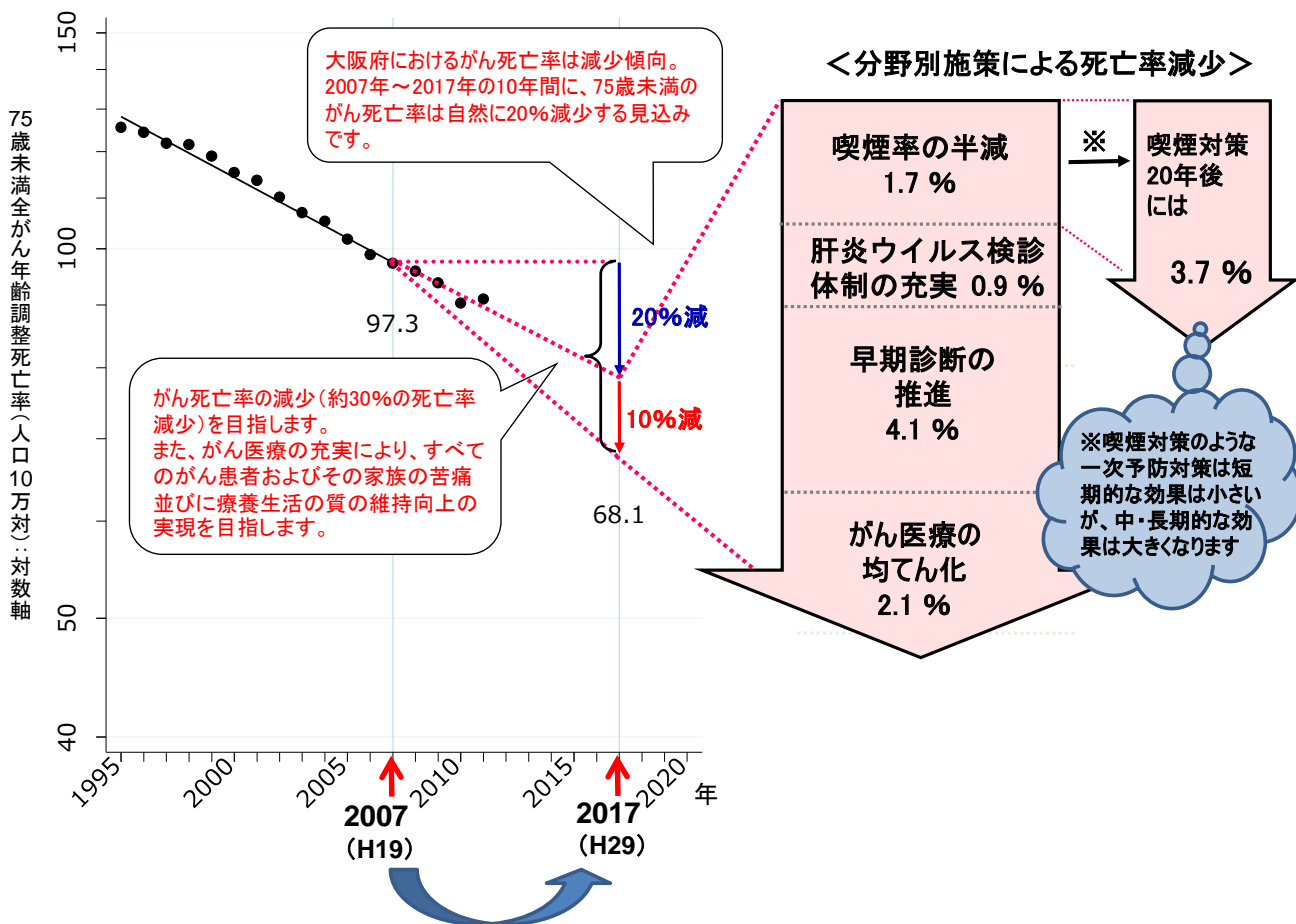 75歳未満全がん年齢調整死亡率(人口10万対):対数軸
150
100
50
40
1995
2000
2005
2010
2015
2020
年
大阪府におけるがん死亡率は減少傾向。
2007年～2017年の10年間に、75歳未満の
がん死亡率は自然に20%減少する見込み
です。
97.3
20%減
10%減
68.1
がん死亡率の減少(約30%の死亡率
減少)を目指します。
また、がん医療の充実により、すべて
のがん患者およびその家族の苦痛
並びに療養生活の質の維持向上の
実現を目指します。
2007
(H19)
2017
(H29)
＜分野別施策による死亡率減少＞
喫煙率の半減
1.7 %
※
喫煙対策
20年後
には
3.7 %
肝炎ウイルス検診
体制の充実 0.9 %
早期診断の
推進
4.1 %
がん医療の
均てん化
2.1 %
※喫煙対策のような
一次予防対策は短
期的な効果は小さい
が、中・長期的な効
果は大きくなります